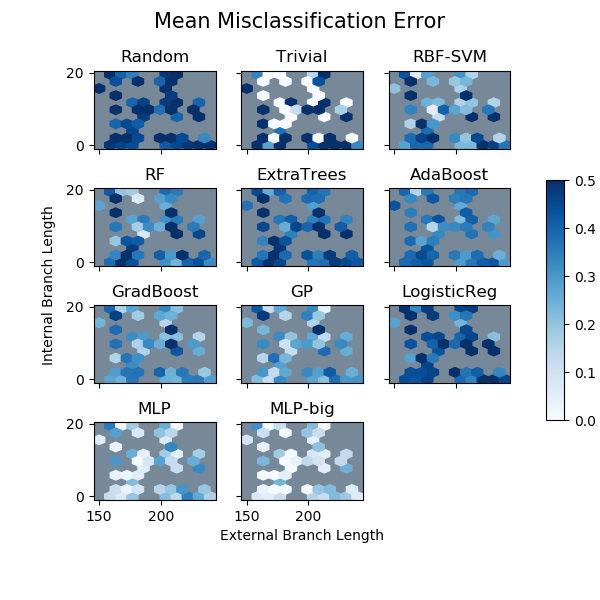 Mean Misclassification Error
Random Trivial RBF-SVM
20
0
RF ExtraTrees AdaBoost
20
0
GradBoost GP LogisticReg
20
0
MLP MLP-big
20
0
150 200 150 200
External Branch Length
Internal Branch Length
0.5
0.4
0.3
0.2
0.1
0.0